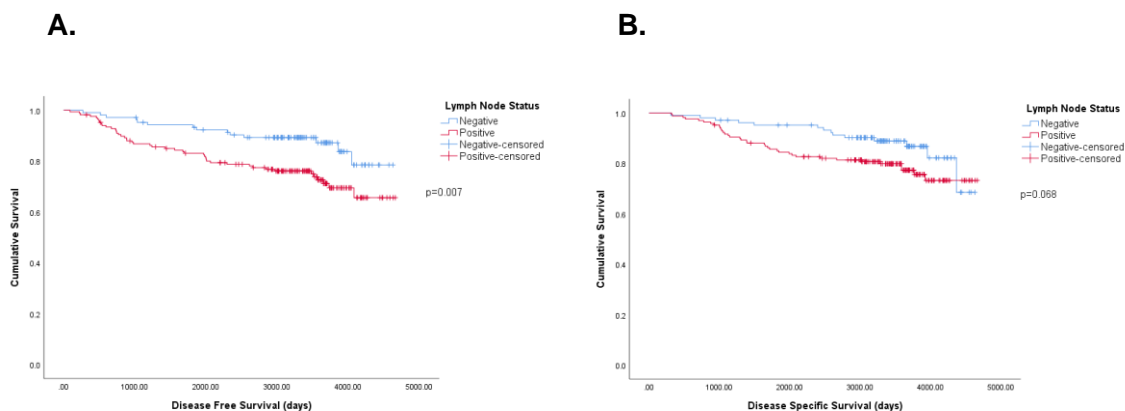 A.
Cumulative Survival
1.0
0.8
0.6
0.4
0.2
0.0
.00 1000.00 2000.00 3000.00 4000.00 5000.00
Disease Free Survival (days)
Lymph Node Status
Negative
Positive
Negative-censored
Positive-censored
p=0.007
B.
Cumulative Survival
1.0
0.8
0.6
0.4
0.2
0.0
.00 1000.00 2000.00 3000.00 4000.00 5000.00
Disease Specific Survival (days)
Lymph Node Status
Negative
Positive
Negative-censored
Positive-censored
p=0.068